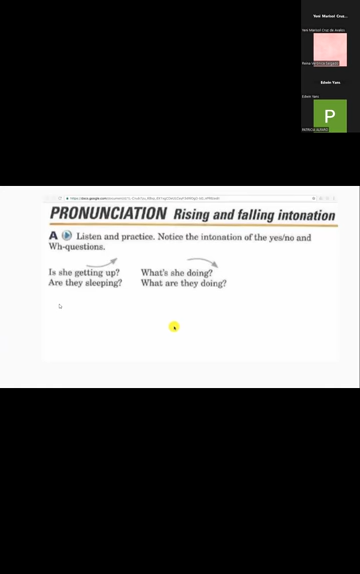 Yeni Marisol Cruz...
Yeni Marisol Cruz de Avalos
Edwin Yans
Edwin Yans
P
PRONUNCIATION Rising and falling intonation
A Listen and practice. Notice the intonation of the yes/no and
Wh-questions.
Is she getting up? What's she doing?
Are they sleeping? What are they doing?